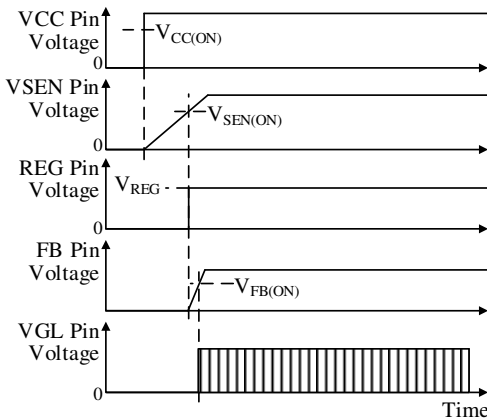 VCC Pin
Voltage
V_CC(ON)
0
VSEN Pin
Voltage
V_SEN(ON)
0
REG Pin
Voltage
V_REG
0
FB Pin
Voltage
V_FB(ON)
0
VGL Pin
Voltage
0
Time